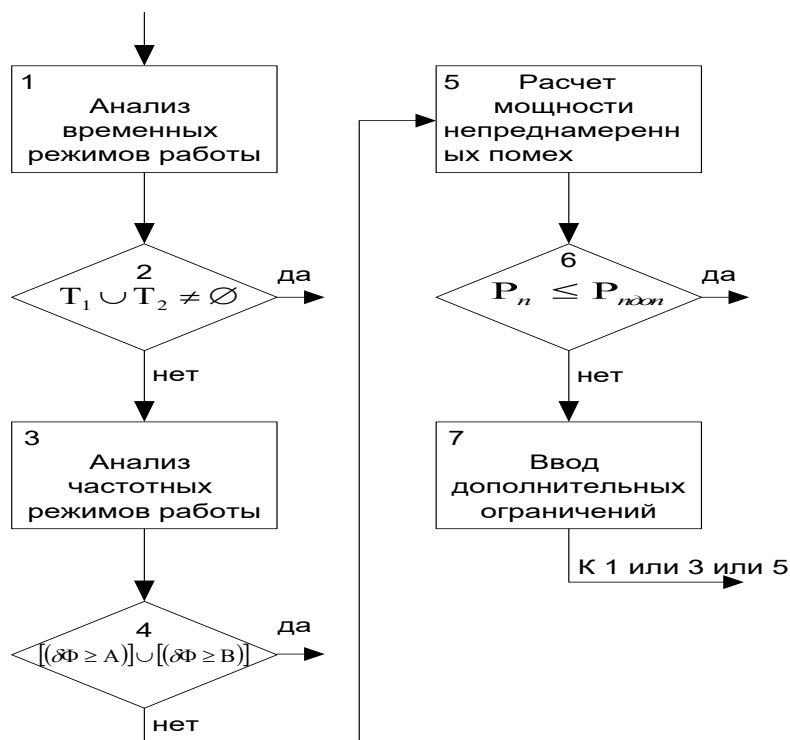 1
Анализ
временных
режимов работы
2
T₁ ∪ T₂ ≠ ∅
да
нет
3
Анализ
частотных
режимов работы
4
[(δФ ≥ A)]∪[(δФ ≥ B)]
да
нет
5 Расчет
мощности
непреднамеренн
ых помех
6
Pₙ ≤ Pₙдоп
да
нет
7
Ввод
дополнительных
ограничений
К 1 или 3 или 5